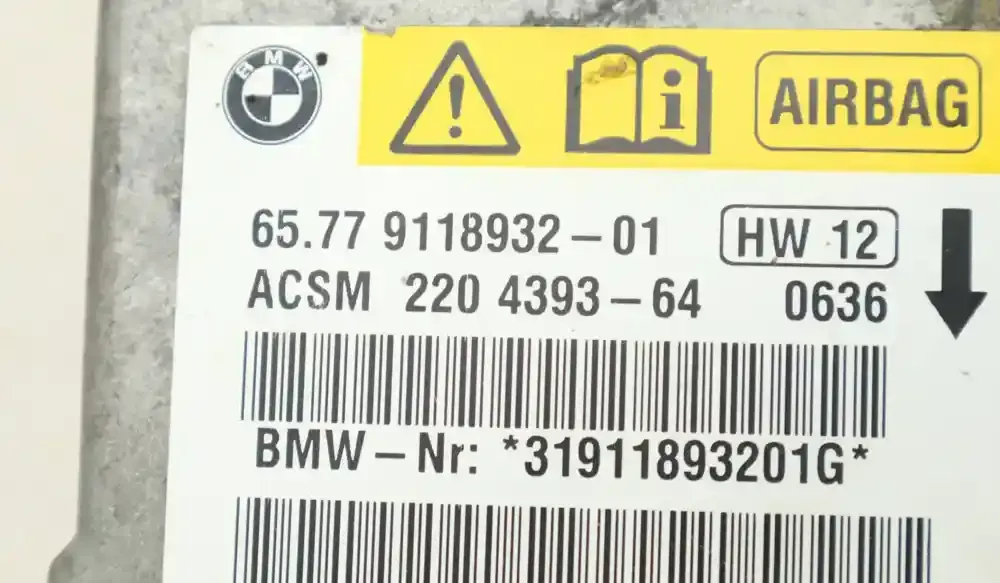 BMW
AIRBAG
65.77 9118932-01 HW 12
ACSM 220 4393-64 0636
BMW-Nr: *31911893201G*